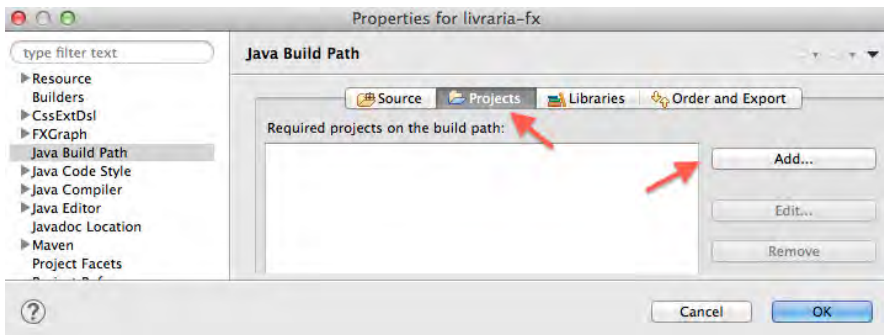 Properties for livraria-fx
type filter text
Resource
Builders
CssExtDsl
FXGraph
Java Build Path
Java Code Style
Java Compiler
Java Editor
Javadoc Location
Maven
Project Facets
Java Build Path
Source Projects Libraries Order and Export
Required projects on the build path:
Add...
Edit...
Remove
? Cancel OK